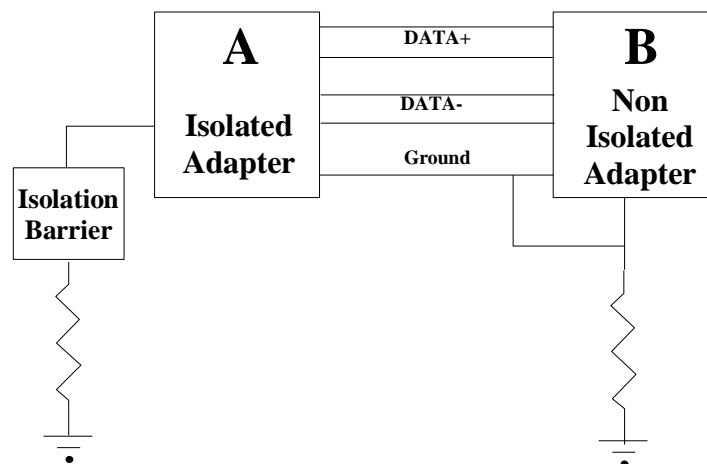 A
Isolated
Adapter
DATA+
DATA-
Ground
B
Non
Isolated
Adapter
Isolation
Barrier